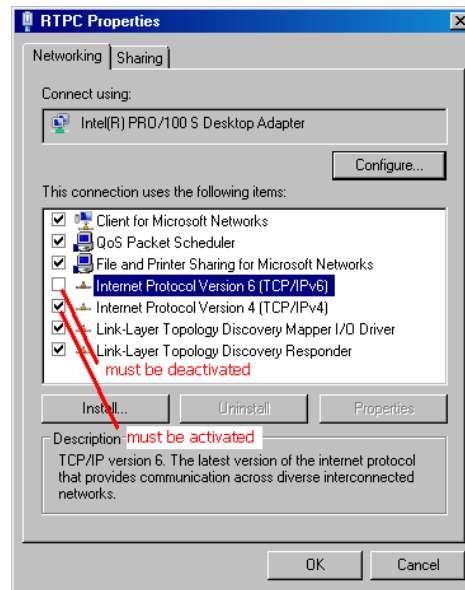 RTPC Properties
Networking
Sharing
Connect using:
Intel(R) PRO/100 S Desktop Adapter
Configure...
This connection uses the following items:
Client for Microsoft Networks
QoS Packet Scheduler
File and Printer Sharing for Microsoft Networks
Internet Protocol Version 6 (TCP/IPv6)
Internet Protocol Version 4 (TCP/IPv4)
Link-Layer Topology Discovery Mapper I/O Driver
Link-Layer Topology Discovery Responder
must be deactivated
Install...
Uninstall
Properties
Description
must be activated
TCP/IP version 6. The latest version of the internet protocol
that provides communication across diverse interconnected
networks.
OK
Cancel